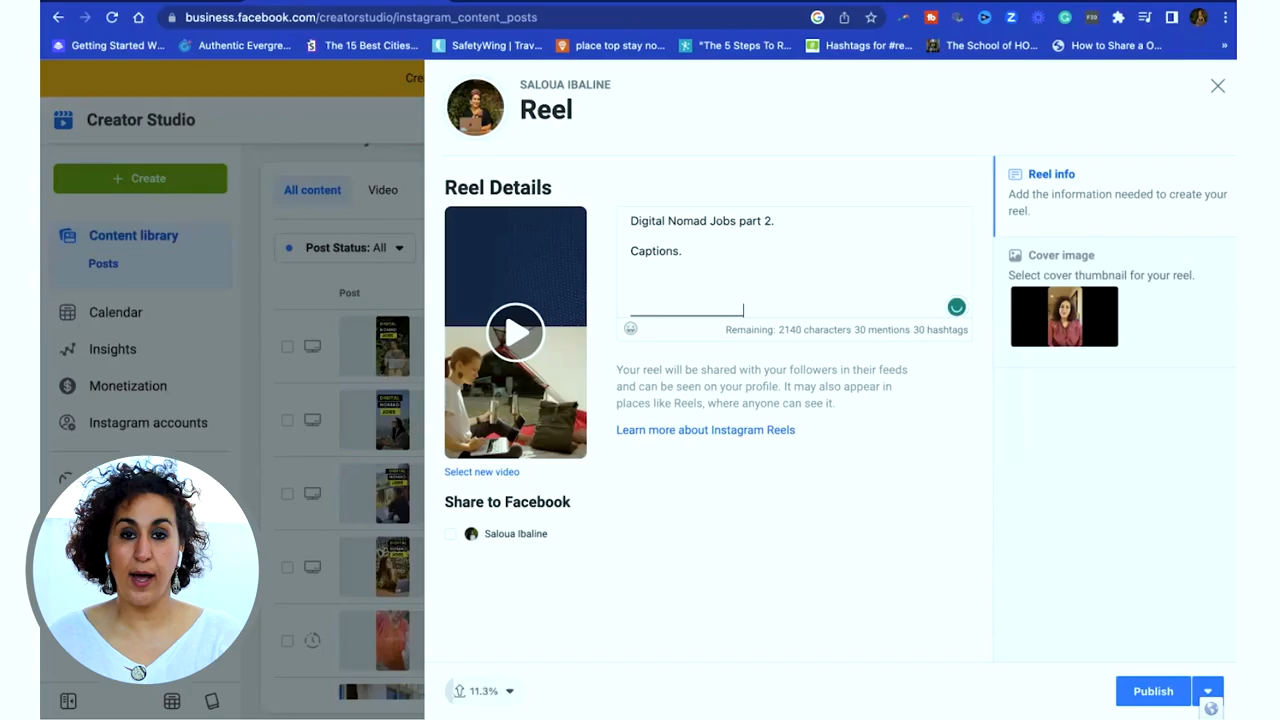 business.facebook.com/creatorstudio/instagram_content_posts
Getting Started W...
Authentic Evergre...
The 15 Best Cities...
SafetyWing | Trav...
place top stay no...
"The 5 Steps To R...
Hashtags for #re...
The School of HO...
How to Share a O...
»
Cre
Creator Studio
+ Create
Content library
Posts
Calendar
Insights
Monetization
Instagram accounts
All content
Video
Post Status: All
Post
DIGITAL
NOMAD
JOBS
SALOUA IBALINE
Reel
Reel Details
Digital Nomad Jobs part 2.
Captions.
Remaining: 2140 characters 30 mentions 30 hashtags
Your reel will be shared with your followers in their feeds
and can be seen on your profile. It may also appear in
places like Reels, where anyone can see it.
Learn more about Instagram Reels
Select new video
Share to Facebook
Saloua Ibaline
Reel info
Add the information needed to create your
reel.
Cover image
Select cover thumbnail for your reel.
11.3%
Publish